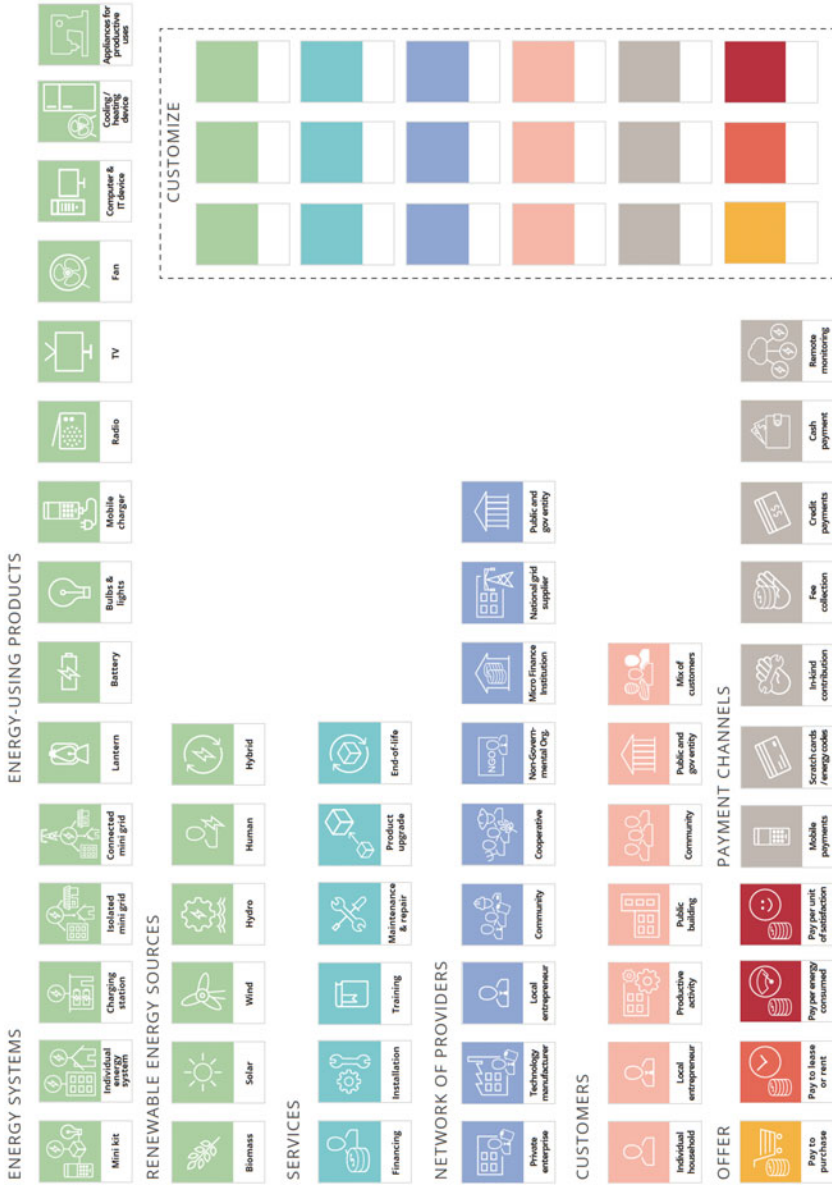 ENERGY SYSTEMS
Mini kit
Individual
energy
system
Charging
station
Isolated
mini grid
Connected
mini grid
ENERGY-USING PRODUCTS
Lantern
Battery
Bulbs &
lights
Mobile
charger
Radio
TV
Fan
Computer &
IT device
Cooling /
heating
device
Appliances for
productive
uses
RENEWABLE ENERGY SOURCES
Biomass
Solar
Wind
Hydro
Human
Hybrid
SERVICES
Financing
Installation
Training
Maintenance
& repair
Product
upgrade
End-of-life
NETWORK OF PROVIDERS
Private
enterprise
Technology
manufacturer
Local
entrepreneur
Community
Cooperative
NGO
Non-Govern-
mental Org.
Micro Finance
Institution
National grid
supplier
Public and
gov entity
CUSTOMERS
Individual
household
Local
entrepreneur
Productive
activity
Public
building
Community
Public and
gov entity
Mix of
customers
OFFER
Pay to
purchase
Pay to lease
or rent
Pay per energy
consumed
Pay per unit
of satisfaction
PAYMENT CHANNELS
Mobile
payments
Scratch cards
/ energy codes
In-kind
contribution
Fee
collection
Credit
payments
Cash
payment
Remote
monitoring
CUSTOMIZE